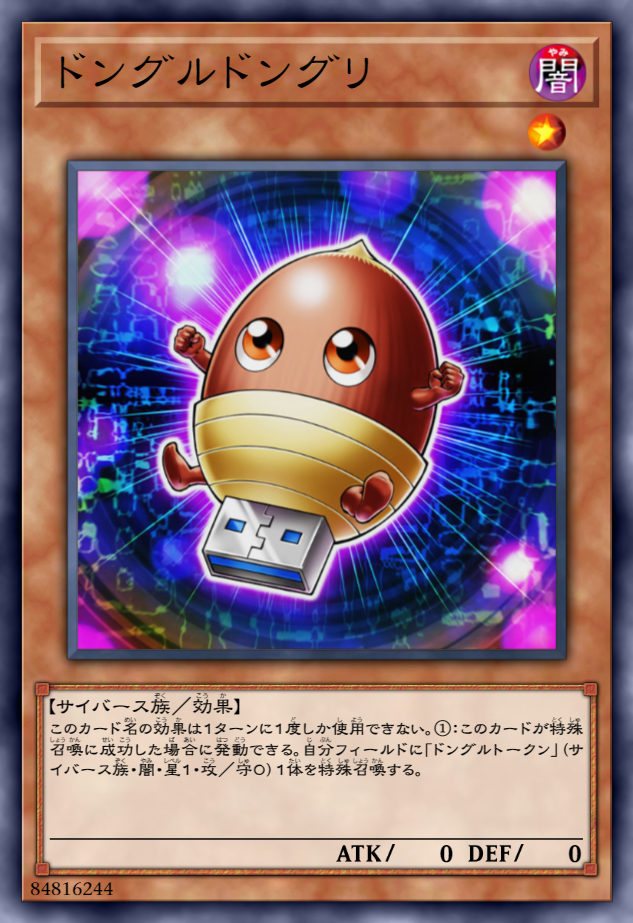 ドングルドングリ
闇
【サイバース族／効果】
このカード名の効果は1ターンに1度しか使用できない。①：このカードが特殊
召喚に成功した場合に発動できる。自分フィールドに「ドングルトークン」（サ
イバース族・闇・星1・攻／守0）1体を特殊召喚する。
ATK/ 0 DEF/ 0
84816244